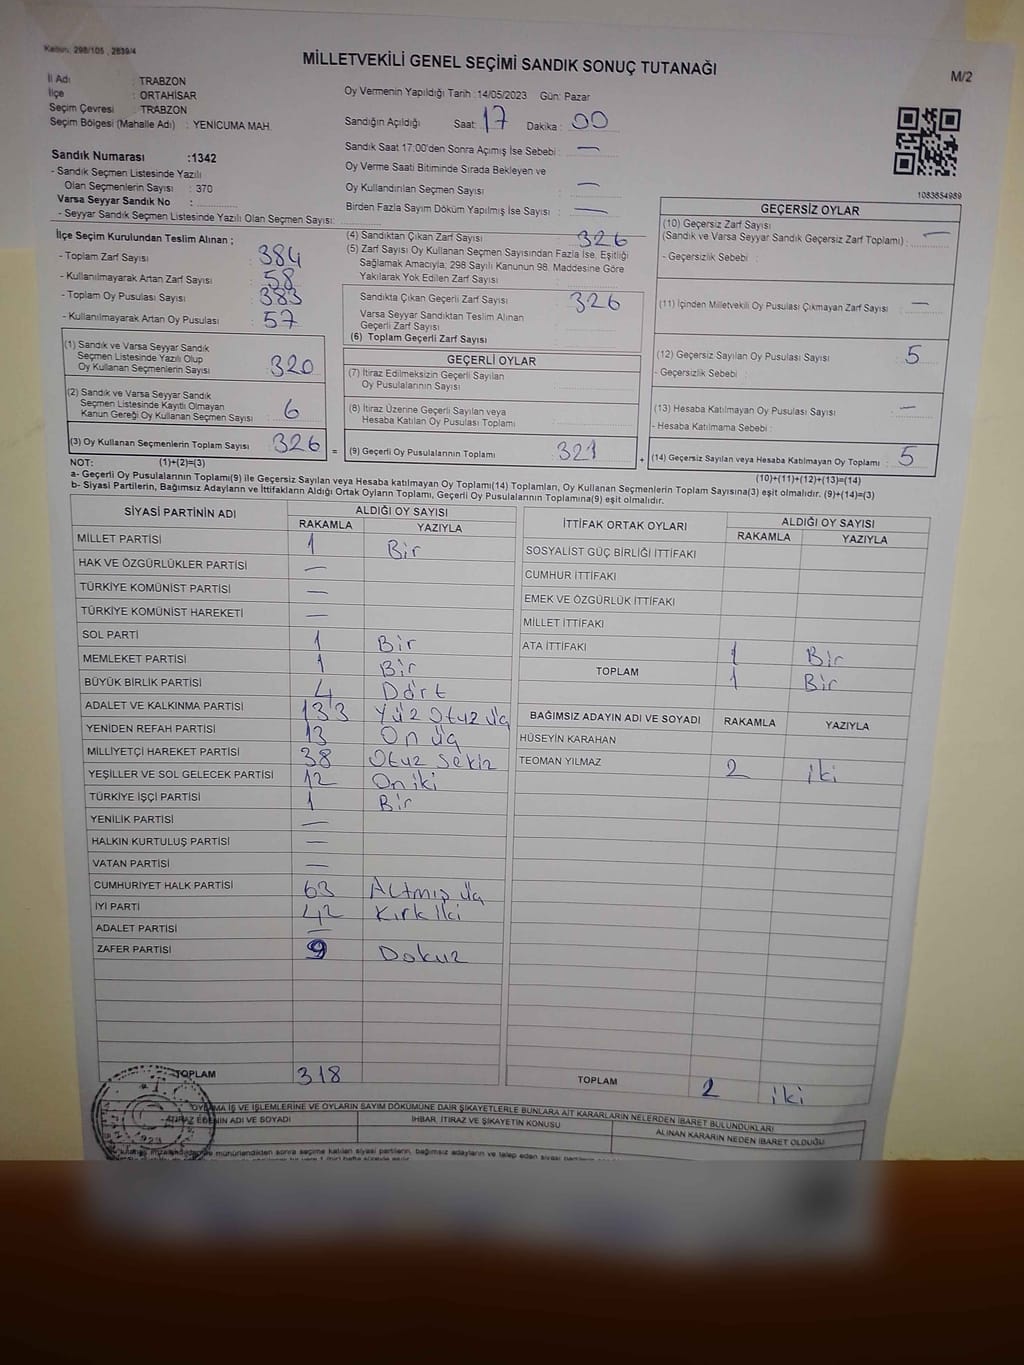 Kanun: 298/105 , 2839/4
MİLLETVEKİLİ GENEL SEÇİMİ SANDIK SONUÇ TUTANAĞI
M/2
İl Adı : TRABZON
İlçe : ORTAHİSAR
Seçim Çevresi : TRABZON
Seçim Bölgesi (Mahalle Adı) : YENİCUMA MAH.
Sandık Numarası :1342
- Sandık Seçmen Listesinde Yazılı
Olan Seçmenlerin Sayısı : 370
Varsa Seyyar Sandık No :
- Seyyar Sandık Seçmen Listesinde Yazılı Olan Seçmen Sayısı:
Oy Vermenin Yapıldığı Tarih :14/05/2023 Gün: Pazar
Sandığın Açıldığı Saat: 17 Dakika : 00
Sandık Saat 17:00'den Sonra Açımış İse Sebebi : —
Oy Verme Saati Bitiminde Sırada Bekleyen ve
Oy Kullandırılan Seçmen Sayısı : —
Birden Fazla Sayım Döküm Yapılmış İse Sayısı : —
1083854989
İlçe Seçim Kurulundan Teslim Alınan ;
- Toplam Zarf Sayısı : 384
- Kullanılmayarak Artan Zarf Sayısı : 58
- Toplam Oy Pusulası Sayısı : 383
- Kullanılmayarak Artan Oy Pusulası : 57
(1) Sandık ve Varsa Seyyar Sandık
Seçmen Listesinde Yazılı Olup
Oy Kullanan Seçmenlerin Sayısı : 320
(2) Sandık ve Varsa Seyyar Sandık
Seçmen Listesinde Kayıtlı Olmayan
Kanun Gereği Oy Kullanan Seçmen Sayısı : 6
(3) Oy Kullanan Seçmenlerin Toplam Sayısı : 326 =
(1)+(2)=(3)
(4) Sandıktan Çıkan Zarf Sayısı : 326
(5) Zarf Sayısı Oy Kullanan Seçmen Sayısından Fazla İse, Eşitliği
Sağlamak Amacıyla; 298 Sayılı Kanunun 98. Maddesine Göre
Yakılarak Yok Edilen Zarf Sayısı :
Sandıkta Çıkan Geçerli Zarf Sayısı : 326
Varsa Seyyar Sandıktan Teslim Alınan
Geçerli Zarf Sayısı :
(6) Toplam Geçerli Zarf Sayısı :
GEÇERLİ OYLAR
(7) İtiraz Edilmeksizin Geçerli Sayılan
Oy Pusulalarının Sayısı :
(8) İtiraz Üzerine Geçerli Sayılan veya
Hesaba Katılan Oy Pusulası Toplamı :
(9) Geçerli Oy Pusulalarının Toplamı : 321 +
GEÇERSİZ OYLAR
(10) Geçersiz Zarf Sayısı
(Sandık ve Varsa Seyyar Sandık Geçersiz Zarf Toplamı) : —
- Geçersizlik Sebebi :
(11) İçinden Milletvekili Oy Pusulası Çıkmayan Zarf Sayısı : —
(12) Geçersiz Sayılan Oy Pusulası Sayısı : 5
- Geçersizlik Sebebi :
(13) Hesaba Katılmayan Oy Pusulası Sayısı : —
- Hesaba Katılmama Sebebi :
(14) Geçersiz Sayılan veya Hesaba Katılmayan Oy Toplamı : 5
(10)+(11)+(12)+(13)=(14)
NOT:
a- Geçerli Oy Pusulalarının Toplamı(9) ile Geçersiz Sayılan veya Hesaba katılmayan Oy Toplamı(14) Toplamları, Oy Kullanan Seçmenlerin Toplam Sayısına(3) eşit olmalıdır. (9)+(14)=(3)
b- Siyasi Partilerin, Bağımsız Adayların ve İttifakların Aldığı Ortak Oyların Toplamı, Geçerli Oy Pusulalarının Toplamına(9) eşit olmalıdır.
SİYASİ PARTİNİN ADI ALDIĞI OY SAYISI
RAKAMLA YAZIYLA
MİLLET PARTİSİ 1 Bir
HAK VE ÖZGÜRLÜKLER PARTİSİ —
TÜRKİYE KOMÜNİST PARTİSİ —
TÜRKİYE KOMÜNİST HAREKETİ —
SOL PARTİ 1 Bir
MEMLEKET PARTİSİ 1 Bir
BÜYÜK BİRLİK PARTİSİ 4 Dört
ADALET VE KALKINMA PARTİSİ 133 Yüz Otuz Üç
YENİDEN REFAH PARTİSİ 13 On Üç
MİLLİYETÇİ HAREKET PARTİSİ 38 Otuz Sekiz
YEŞİLLER VE SOL GELECEK PARTİSİ 12 On iki
TÜRKİYE İŞÇİ PARTİSİ 1 Bir
YENİLİK PARTİSİ —
HALKIN KURTULUŞ PARTİSİ —
VATAN PARTİSİ —
CUMHURİYET HALK PARTİSİ 63 Altmış Üç
İYİ PARTİ 42 Kırk İki
ADALET PARTİSİ —
ZAFER PARTİSİ 9 Dokuz
TOPLAM 318
İTTİFAK ORTAK OYLARI ALDIĞI OY SAYISI
RAKAMLA YAZIYLA
SOSYALİST GÜÇ BİRLİĞİ İTTİFAKI
CUMHUR İTTİFAKI
EMEK VE ÖZGÜRLÜK İTTİFAKI
MİLLET İTTİFAKI
ATA İTTİFAKI 1 Bir
TOPLAM 1 Bir
BAĞIMSIZ ADAYIN ADI VE SOYADI RAKAMLA YAZIYLA
HÜSEYİN KARAHAN
TEOMAN YILMAZ 2 iki
TOPLAM 2 iki
OYLAMA İŞ VE İŞLEMLERİNE VE OYLARIN SAYIM DÖKÜMÜNE DAİR ŞİKAYETLERLE BUNLARA AİT KARARLARIN NELERDEN İBARET BULUNDUKLARI
İTİRAZ EDENİN ADI VE SOYADI İHBAR, İTİRAZ VE ŞİKAYETİN KONUSU ALINAN KARARIN NEDEN İBARET OLDUĞU